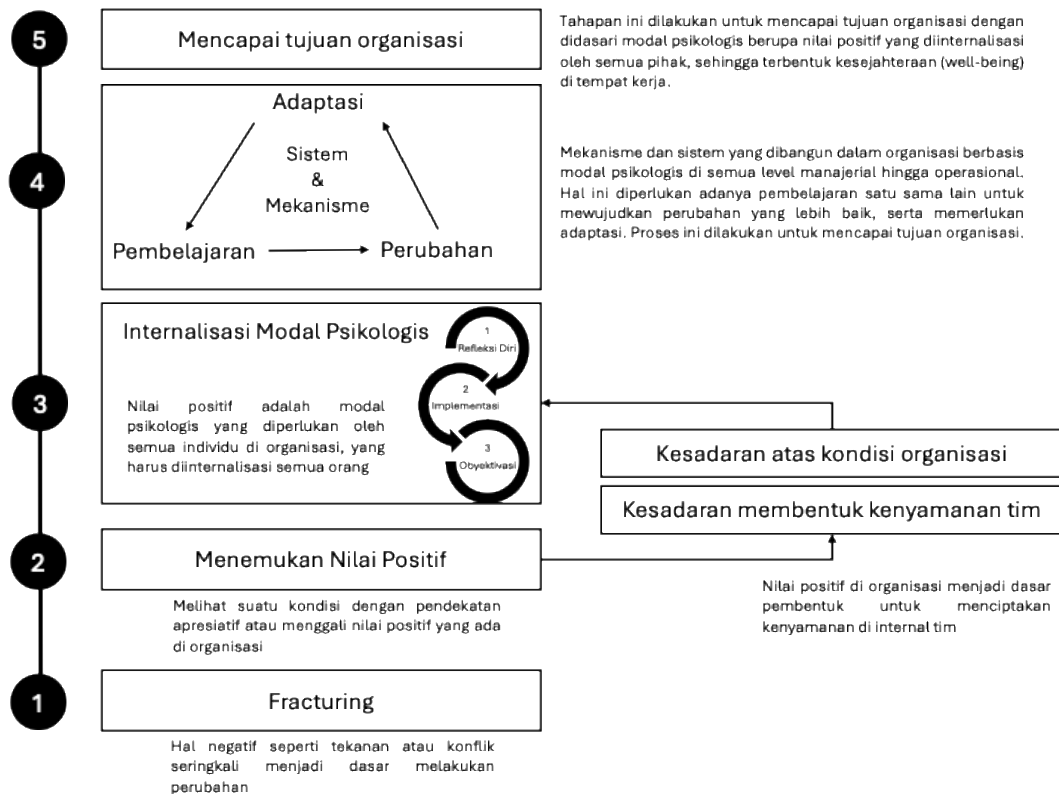 5
Mencapai tujuan organisasi
Tahapan ini dilakukan untuk mencapai tujuan organisasi dengan
didasari modal psikologis berupa nilai positif yang diinternalisasi
oleh semua pihak, sehingga terbentuk kesejahteraan (well-being)
di tempat kerja.
4
Adaptasi
Sistem
&
Mekanisme
Pembelajaran
Perubahan
Mekanisme dan sistem yang dibangun dalam organisasi berbasis
modal psikologis di semua level manajerial hingga operasional.
Hal ini diperlukan adanya pembelajaran satu sama lain untuk
mewujudkan perubahan yang lebih baik, serta memerlukan
adaptasi. Proses ini dilakukan untuk mencapai tujuan organisasi.
3
Internalisasi Modal Psikologis
Nilai positif adalah modal
psikologis yang diperlukan oleh
semua individu di organisasi, yang
harus diinternalisasi semua orang
1
Refleksi Diri
2
Implementasi
3
Obyektivasi
Kesadaran atas kondisi organisasi
Kesadaran membentuk kenyamanan tim
Nilai positif di organisasi menjadi dasar
pembentuk untuk menciptakan
kenyamanan di internal tim
2
Menemukan Nilai Positif
Melihat suatu kondisi dengan pendekatan
apresiatif atau menggali nilai positif yang ada
di organisasi
1
Fracturing
Hal negatif seperti tekanan atau konflik
seringkali menjadi dasar melakukan
perubahan